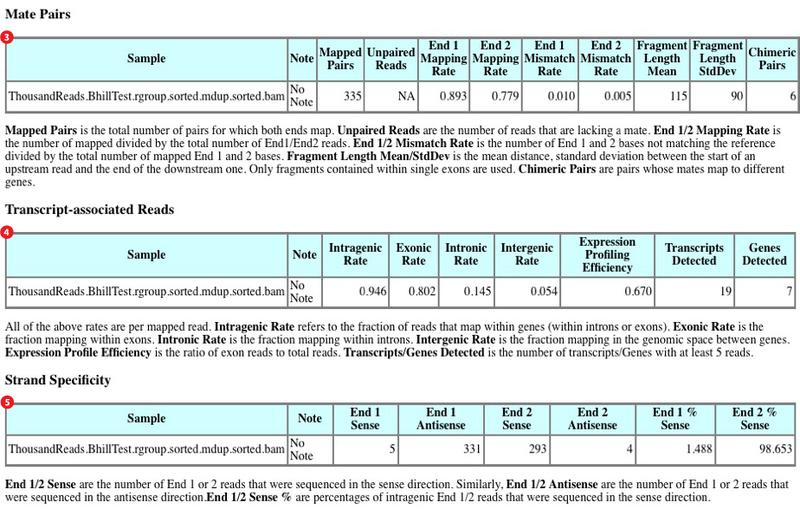 Mate Pairs
3
Sample Note Mapped Pairs Unpaired Reads End 1 Mapping Rate End 2 Mapping Rate End 1 Mismatch Rate End 2 Mismatch Rate Fragment Length Mean Fragment Length StdDev Chimeric Pairs
ThousandReads.BhillTest.rgroup.sorted.mdup.sorted.bam No Note 335 NA 0.893 0.779 0.010 0.005 115 90 6
Mapped Pairs is the total number of pairs for which both ends map. Unpaired Reads are the number of reads that are lacking a mate. End 1/2 Mapping Rate is
the number of mapped divided by the total number of End1/End2 reads. End 1/2 Mismatch Rate is the number of End 1 and 2 bases not matching the reference
divided by the total number of mapped End 1 and 2 bases. Fragment Length Mean/StdDev is the mean distance, standard deviation between the start of an
upstream read and the end of the downstream one. Only fragments contained within single exons are used. Chimeric Pairs are pairs whose mates map to different
genes.
Transcript-associated Reads
4
Sample Note Intragenic Rate Exonic Rate Intronic Rate Intergenic Rate Expression Profiling Efficiency Transcripts Detected Genes Detected
ThousandReads.BhillTest.rgroup.sorted.mdup.sorted.bam No Note 0.946 0.802 0.145 0.054 0.670 19 7
All of the above rates are per mapped read. Intragenic Rate refers to the fraction of reads that map within genes (within introns or exons). Exonic Rate is the
fraction mapping within exons. Intronic Rate is the fraction mapping within introns. Intergenic Rate is the fraction mapping in the genomic space between genes.
Expression Profile Efficiency is the ratio of exon reads to total reads. Transcripts/Genes Detected is the number of transcripts/Genes with at least 5 reads.
Strand Specificity
5
Sample Note End 1 Sense End 1 Antisense End 2 Sense End 2 Antisense End 1 % Sense End 2 % Sense
ThousandReads.BhillTest.rgroup.sorted.mdup.sorted.bam No Note 5 331 293 4 1.488 98.653
End 1/2 Sense are the number of End 1 or 2 reads that were sequenced in the sense direction. Similarly, End 1/2 Antisense are the number of End 1 or 2 reads that
were sequenced in the antisense direction.End 1/2 Sense % are percentages of intragenic End 1/2 reads that were sequenced in the sense direction.